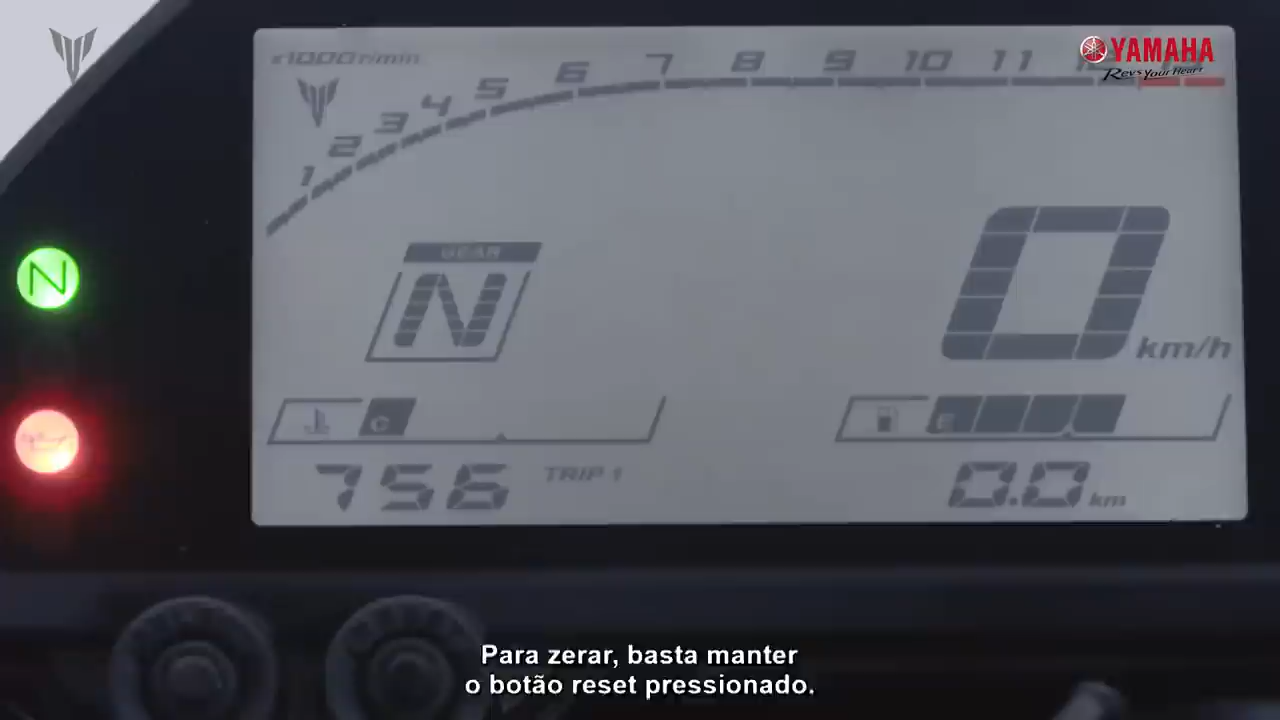 x1000r/min
1 2 3 4 5 6 7 8 9 10 11
YAMAHA
Revs Your Heart
GEAR
N
N
0 km/h
C
E
756 TRIP 1 0.0 km
Para zerar, basta manter
o botão reset pressionado.